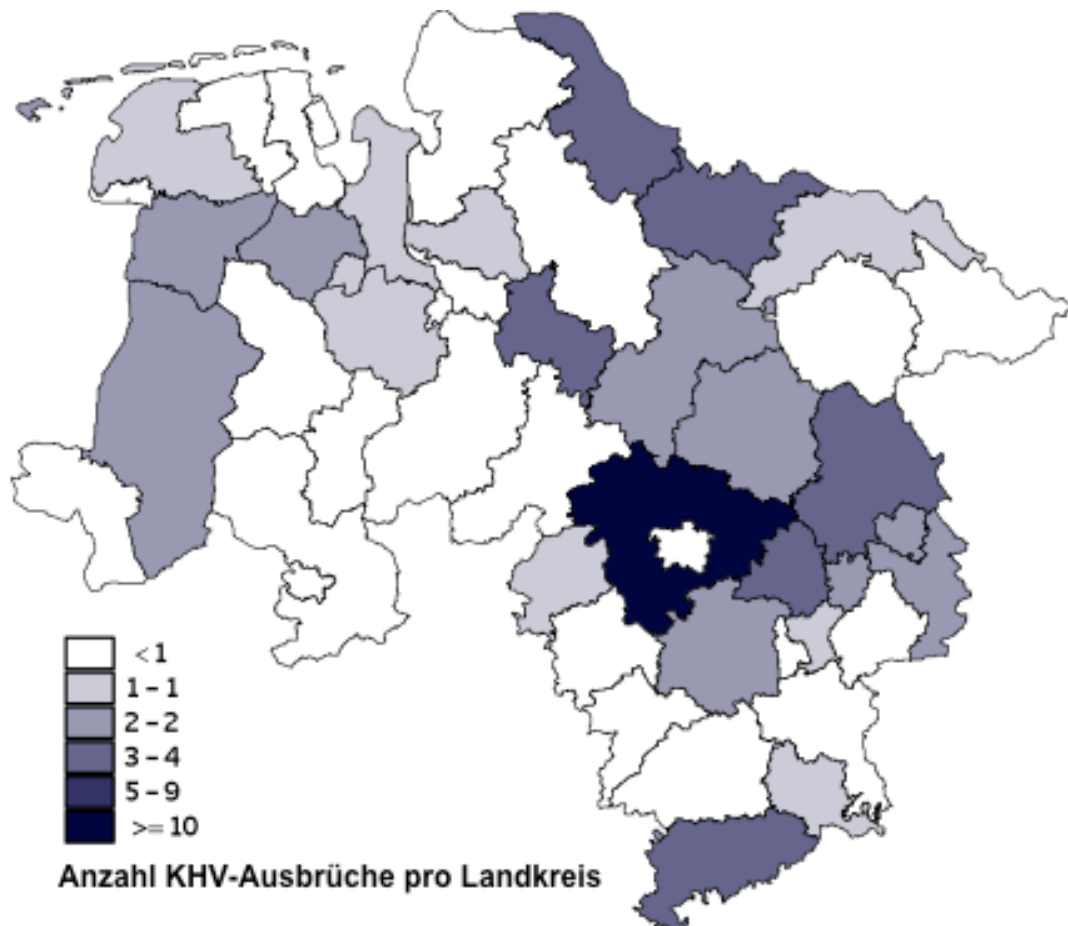 < 1
1 – 1
2 – 2
3 – 4
5 – 9
>= 10
Anzahl KHV-Ausbrüche pro Landkreis